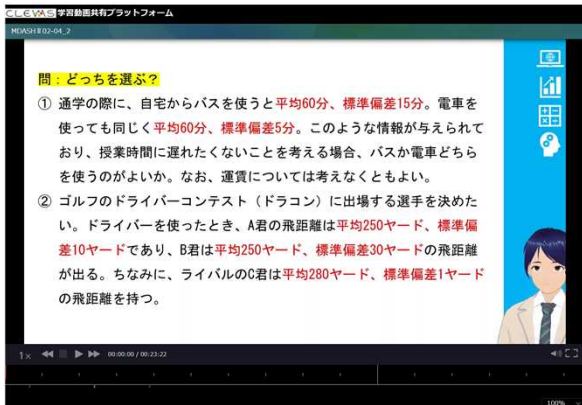 CLEVAS 学習動画共有プラットフォーム
MDASHⅡ02-04_2
問：どっちを選ぶ？
① 通学の際に、自宅からバスを使うと平均60分、標準偏差15分。電車を
使っても同じく平均60分、標準偏差5分。このような情報が与えられて
おり、授業時間に遅れたくないことを考える場合、バスか電車どちら
を使うのがよいか。なお、運賃については考えなくともよい。
② ゴルフのドライバーコンテスト（ドラコン）に出場する選手を決めた
い。ドライバーを使ったとき、A君の飛距離は平均250ヤード、標準偏
差10ヤードであり、B君は平均250ヤード、標準偏差30ヤードの飛距離
が出る。ちなみに、ライバルのC君は平均280ヤード、標準偏差1ヤード
の飛距離を持つ。
1× 00:00:00 / 00:23:22
100%